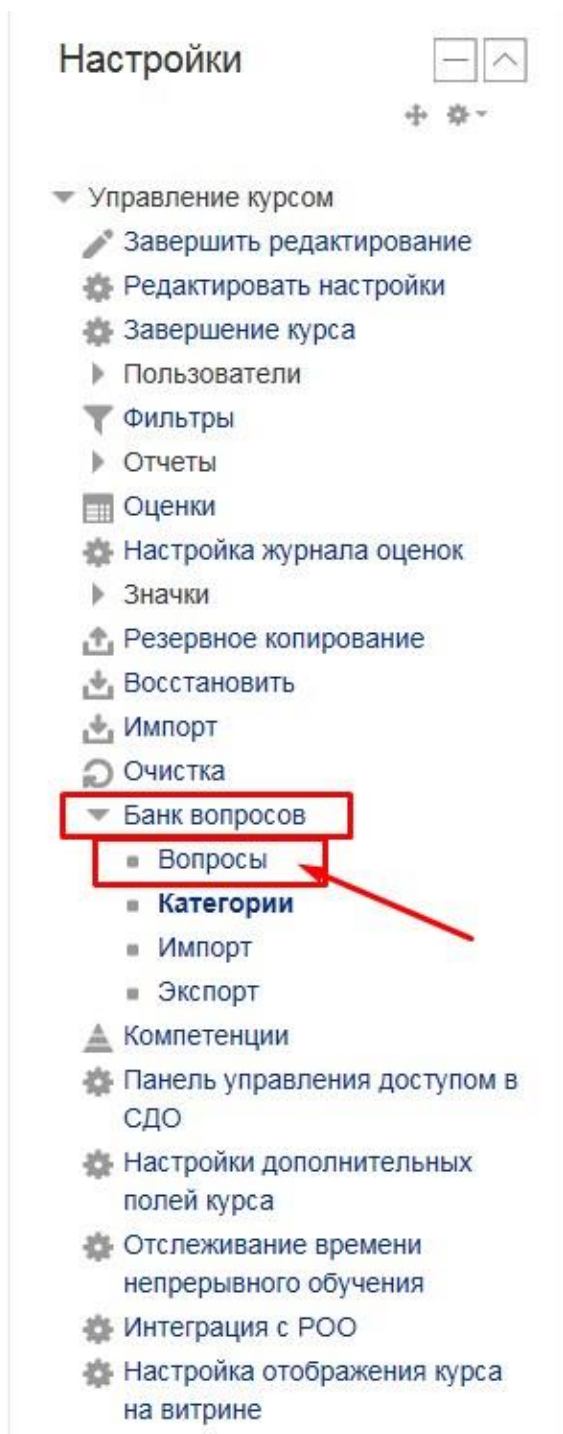 Настройки
Управление курсом
Завершить редактирование
Редактировать настройки
Завершение курса
Пользователи
Фильтры
Отчеты
Оценки
Настройка журнала оценок
Значки
Резервное копирование
Восстановить
Импорт
Очистка
Банк вопросов
Вопросы
Категории
Импорт
Экспорт
Компетенции
Панель управления доступом в
СДО
Настройки дополнительных
полей курса
Отслеживание времени
непрерывного обучения
Интеграция с РОО
Настройка отображения курса
на витрине